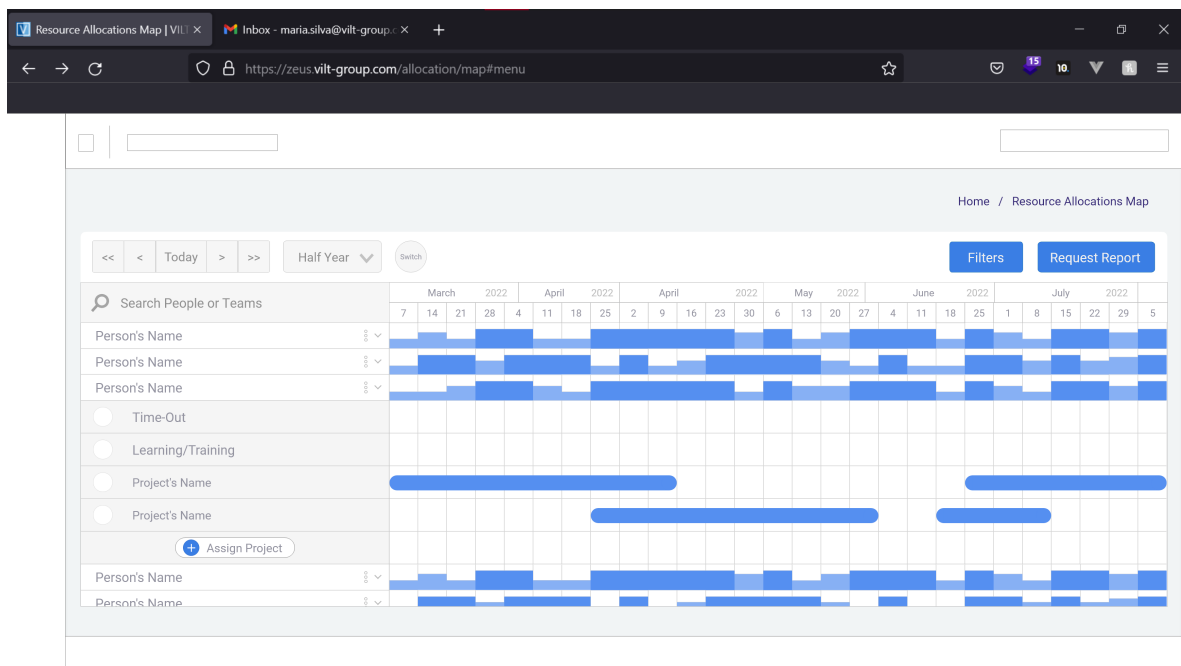 Resource Allocations Map | VILT
Inbox - maria.silva@vilt-group.c
https://zeus.vilt-group.com/allocation/map#menu
15
10.
Home / Resource Allocations Map
<< < Today > >> Half Year Switch Filters Request Report
Search People or Teams
March 2022 April 2022 April 2022 May 2022 June 2022 July 2022
7 14 21 28 4 11 18 25 2 9 16 23 30 6 13 20 27 4 11 18 25 1 8 15 22 29 5
Person's Name
Person's Name
Person's Name
Time-Out
Learning/Training
Project's Name
Project's Name
Assign Project
Person's Name
Person's Name